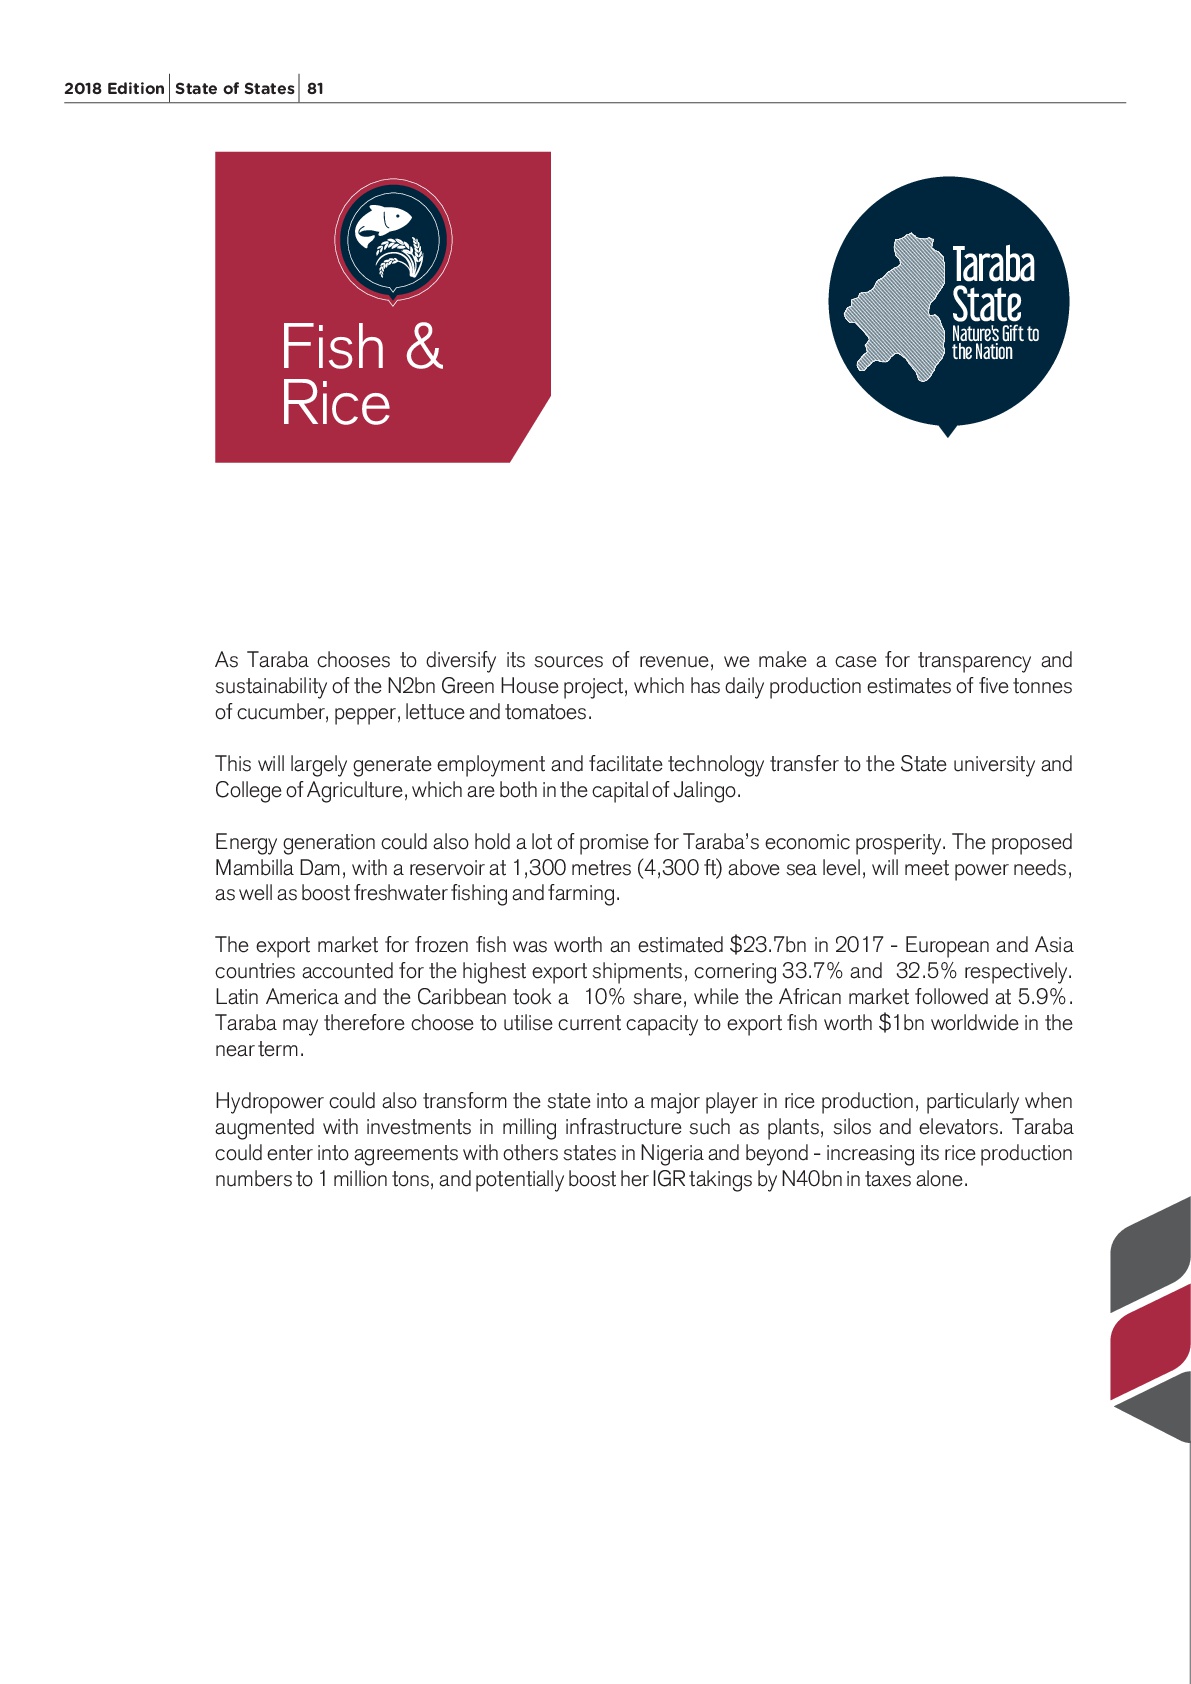 2018 Edition State of States 81
Fish &
Rice
Taraba
State
Nature's Gift to
the Nation
As Taraba chooses to diversify its sources of revenue, we make a case for transparency and
sustainability of the N2bn Green House project, which has daily production estimates of five tonnes
of cucumber, pepper, lettuce and tomatoes.
This will largely generate employment and facilitate technology transfer to the State university and
College of Agriculture, which are both in the capital of Jalingo.
Energy generation could also hold a lot of promise for Taraba's economic prosperity. The proposed
Mambilla Dam, with a reservoir at 1,300 metres (4,300 ft) above sea level, will meet power needs,
as well as boost freshwater fishing and farming.
The export market for frozen fish was worth an estimated $23.7bn in 2017 - European and Asia
countries accounted for the highest export shipments, cornering 33.7% and 32.5% respectively.
Latin America and the Caribbean took a 10% share, while the African market followed at 5.9%.
Taraba may therefore choose to utilise current capacity to export fish worth $1bn worldwide in the
near term.
Hydropower could also transform the state into a major player in rice production, particularly when
augmented with investments in milling infrastructure such as plants, silos and elevators. Taraba
could enter into agreements with others states in Nigeria and beyond - increasing its rice production
numbers to 1 million tons, and potentially boost her IGR takings by N40bn in taxes alone.